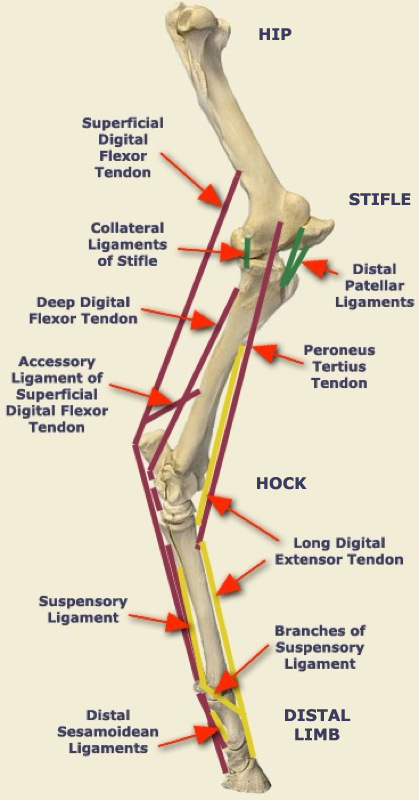 HIP
Superficial
Digital
Flexor
Tendon
STIFLE
Collateral
Ligaments
of Stifle
Distal
Patellar
Ligaments
Deep Digital
Flexor Tendon
Peroneus
Tertius
Tendon
Accessory
Ligament of
Superficial
Digital Flexor
Tendon
HOCK
Long Digital
Extensor Tendon
Suspensory
Ligament
Branches of
Suspensory
Ligament
Distal
Sesamoidean
Ligaments
DISTAL
LIMB